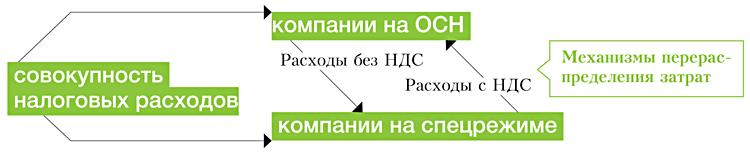 компании на ОСН
Расходы без НДС
Механизмы перерас-
пределения затрат
совокупность
налоговых расходов
Расходы с НДС
компании на спецрежиме